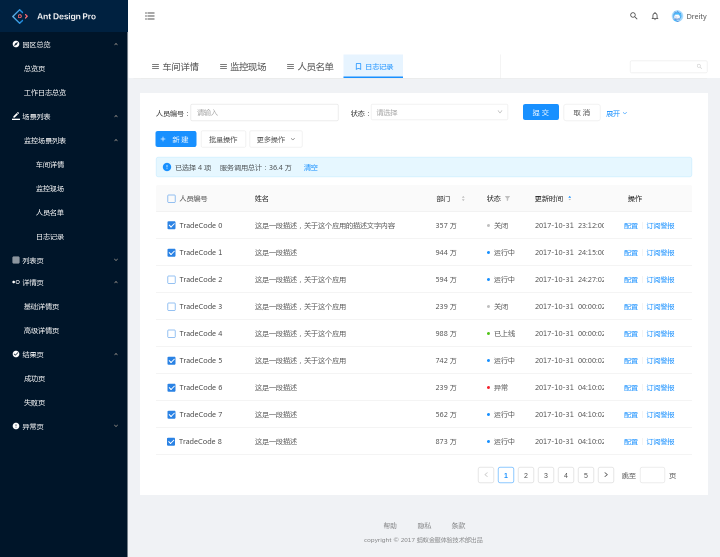 Ant Design Pro
Dreity
园区总览
总览页
工作日志总览
场景列表
监控场景列表
车间详情
监控现场
人员名单
日志记录
列表页
详情页
基础详情页
高级详情页
结果页
成功页
失败页
异常页
车间详情 监控现场 人员名单 日志记录
人员编号： 请输入 状态： 请选择 提 交 取 消 展开
+ 新 建 批量操作 更多操作
已选择 4 项 服务调用总计：36.4 万 清空
人员编号 姓名 部门 状态 更新时间 操作
TradeCode 0 这是一段描述，关于这个应用的描述文字内容 357 万 关闭 2017-10-31 23:12:00 配置 订阅警报
TradeCode 1 这是一段描述 944 万 运行中 2017-10-31 24:15:00 配置 订阅警报
TradeCode 2 这是一段描述，关于这个应用 594 万 运行中 2017-10-31 24:27:02 配置 订阅警报
TradeCode 3 这是一段描述，关于这个应用 239 万 关闭 2017-10-31 00:00:02 配置 订阅警报
TradeCode 4 这是一段描述，关于这个应用 988 万 已上线 2017-10-31 00:00:02 配置 订阅警报
TradeCode 5 这是一段描述，关于这个应用 742 万 运行中 2017-10-31 00:00:02 配置 订阅警报
TradeCode 6 这是一段描述 239 万 异常 2017-10-31 04:10:02 配置 订阅警报
TradeCode 7 这是一段描述 562 万 运行中 2017-10-31 04:10:02 配置 订阅警报
TradeCode 8 这是一段描述 873 万 运行中 2017-10-31 04:10:02 配置 订阅警报
< 1 2 3 4 5 > 跳至 页
帮助 隐私 条款
copyright © 2017 蚂蚁金服体验技术部出品